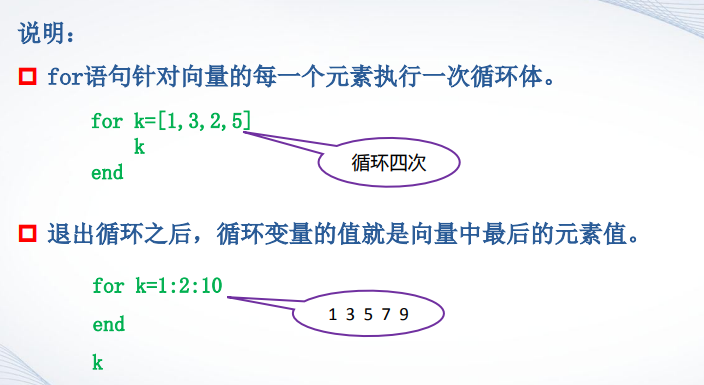 说明：
for语句针对向量的每一个元素执行一次循环体。
for k=[1,3,2,5]
k
end
循环四次
退出循环之后，循环变量的值就是向量中最后的元素值。
for k=1:2:10
end
k
1 3 5 7 9